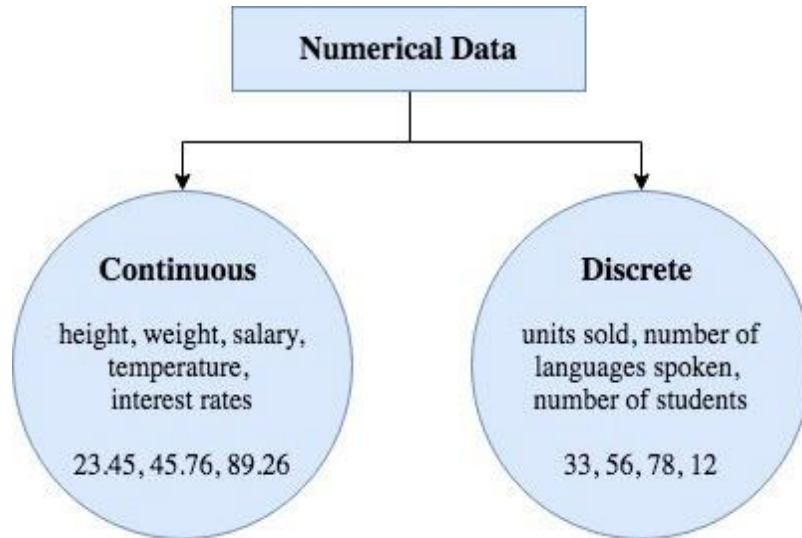 Numerical Data
Continuous
height, weight, salary,
temperature,
interest rates
23.45, 45.76, 89.26
Discrete
units sold, number of
languages spoken,
number of students
33, 56, 78, 12